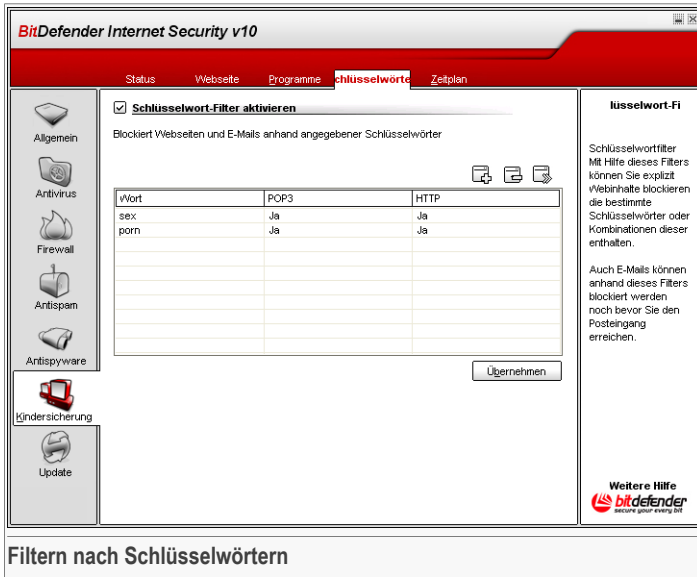 BitDefender Internet Security v10
Status Webseite Programme chlüsselwörte Zeitplan
Allgemein
Antivirus
Firewall
Antispam
Antispyware
Kindersicherung
Update
Schlüsselwort-Filter aktivieren
Blockiert Webseiten und E-Mails anhand angegebener Schlüsselwörter
Wort POP3 HTTP
sex Ja Ja
porn Ja Ja
Übernehmen
lüsselwort-Fi
Schlüsselwortfilter
Mit Hilfe dieses Filters
können Sie explizit
Webinhalte blockieren
die bestimmte
Schlüsselwörter oder
Kombinationen dieser
enthalten.
Auch E-Mails können
anhand dieses Filters
blockiert werden
noch bevor Sie den
Posteingang
erreichen.
Weitere Hilfe
bitdefender
secure your every bit
Filtern nach Schlüsselwörtern